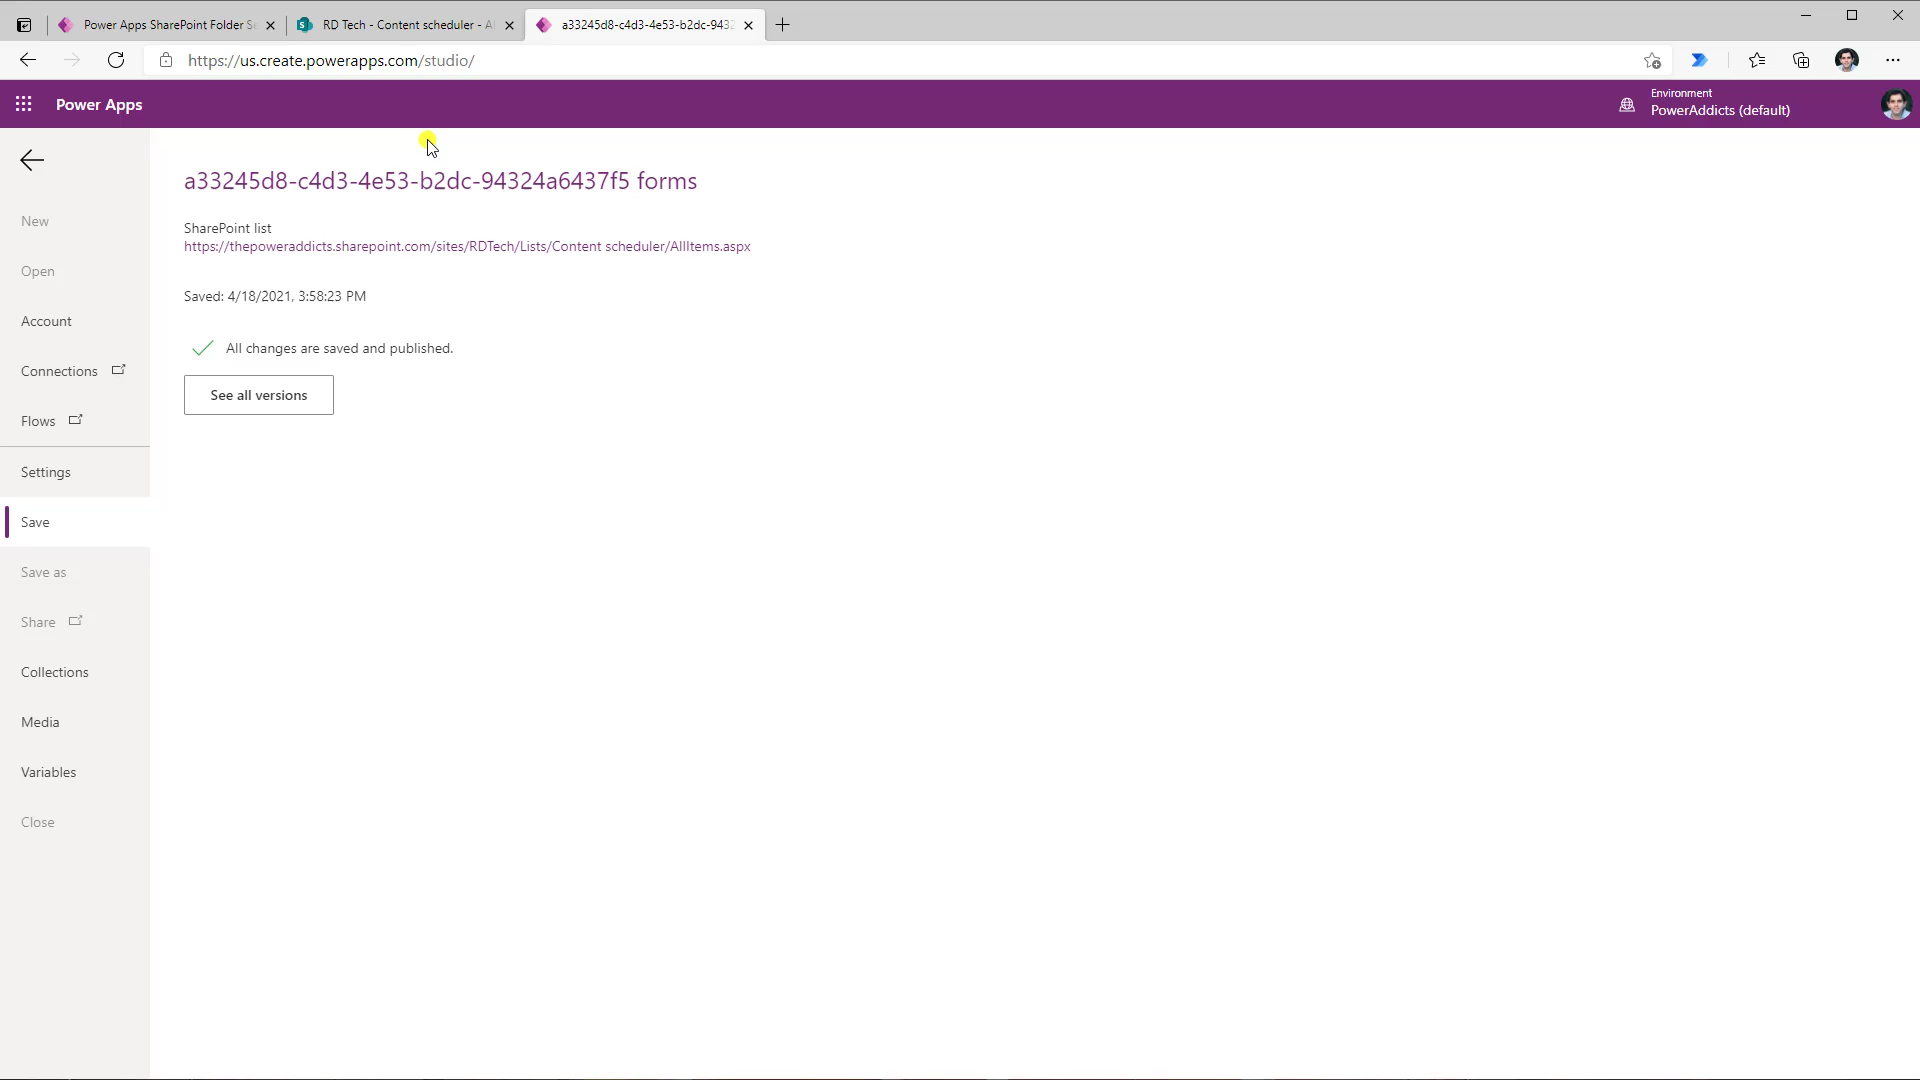 Power Apps SharePoint Folder Se
RD Tech - Content scheduler - Al
a33245d8-c4d3-4e53-b2dc-9432
https://us.create.powerapps.com/studio/
Power Apps
Environment
PowerAddicts (default)
a33245d8-c4d3-4e53-b2dc-94324a6437f5 forms
SharePoint list
https://thepoweraddicts.sharepoint.com/sites/RDTech/Lists/Content scheduler/AllItems.aspx
Saved: 4/18/2021, 3:58:23 PM
All changes are saved and published.
See all versions
New
Open
Account
Connections
Flows
Settings
Save
Save as
Share
Collections
Media
Variables
Close